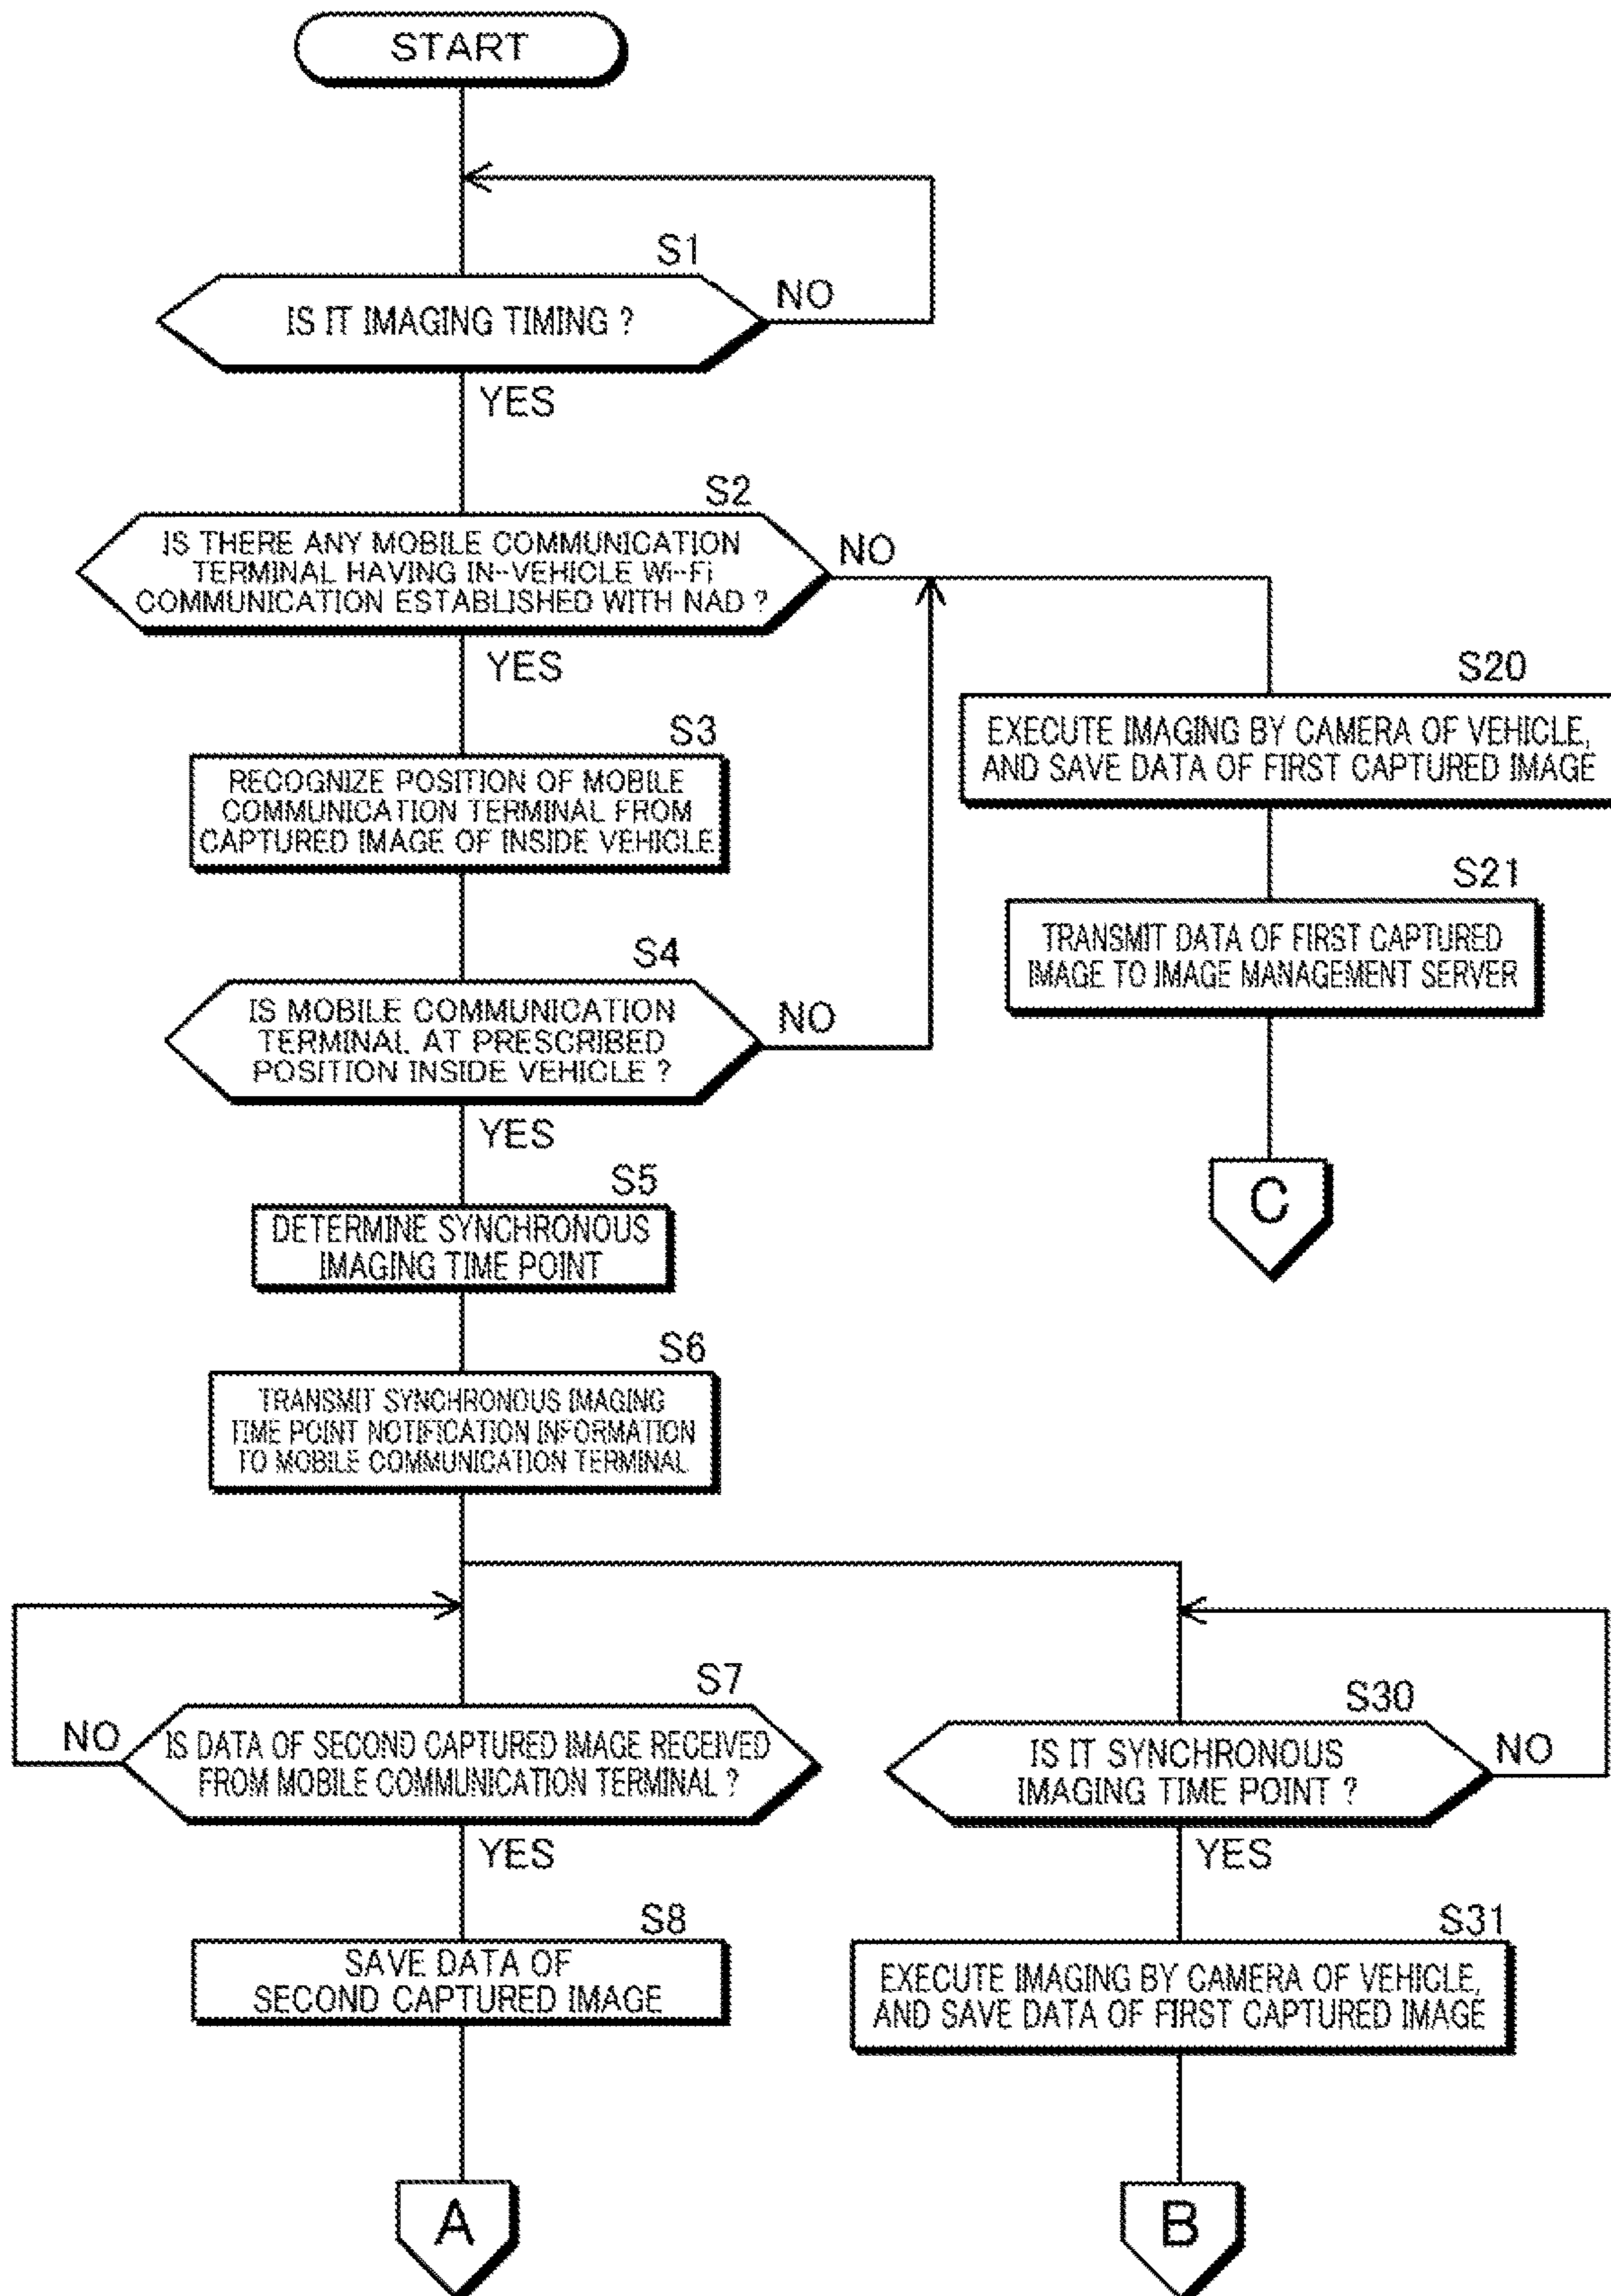 START
S1
IS IT IMAGING TIMING ?
NO
YES
S2
IS THERE ANY MOBILE COMMUNICATION
TERMINAL HAVING IN-VEHICLE Wi-Fi
COMMUNICATION ESTABLISHED WITH NAD ?
NO
YES
S3
RECOGNIZE POSITION OF MOBILE
COMMUNICATION TERMINAL FROM
CAPTURED IMAGE OF INSIDE VEHICLE
S20
EXECUTE IMAGING BY CAMERA OF VEHICLE,
AND SAVE DATA OF FIRST CAPTURED IMAGE
S21
TRANSMIT DATA OF FIRST CAPTURED
IMAGE TO IMAGE MANAGEMENT SERVER
C
S4
IS MOBILE COMMUNICATION
TERMINAL AT PRESCRIBED
POSITION INSIDE VEHICLE ?
NO
YES
S5
DETERMINE SYNCHRONOUS
IMAGING TIME POINT
S6
TRANSMIT SYNCHRONOUS IMAGING
TIME POINT NOTIFICATION INFORMATION
TO MOBILE COMMUNICATION TERMINAL
S7
IS DATA OF SECOND CAPTURED IMAGE RECEIVED
FROM MOBILE COMMUNICATION TERMINAL ?
NO
YES
S8
SAVE DATA OF
SECOND CAPTURED IMAGE
A
S30
IS IT SYNCHRONOUS
IMAGING TIME POINT ?
NO
YES
S31
EXECUTE IMAGING BY CAMERA OF VEHICLE,
AND SAVE DATA OF FIRST CAPTURED IMAGE
B